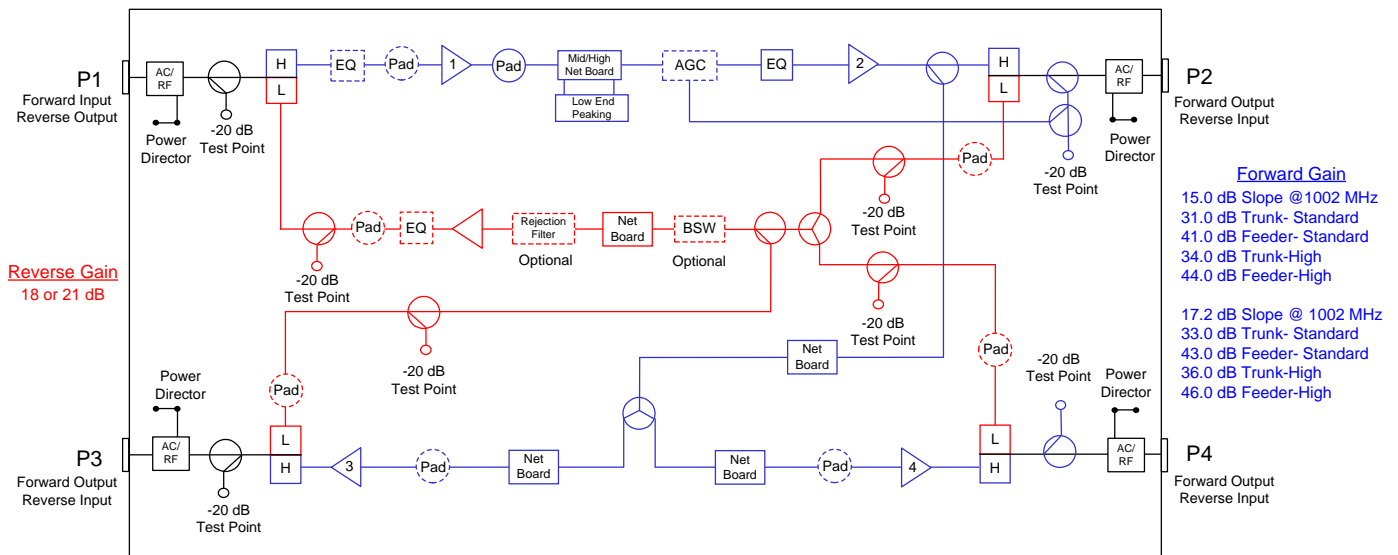 P1
Forward Input
Reverse Output
AC/
RF
Power
Director
-20 dB
Test Point
H
L
EQ
Pad
1
Pad
Mid/High
Net Board
Low End
Peaking
AGC
EQ
2
H
L
-20 dB
Test Point
AC/
RF
Power
Director
P2
Forward Output
Reverse Input
Pad
-20 dB
Test Point
-20 dB
Test Point
Pad
EQ
Rejection
Filter
Optional
Net
Board
BSW
Optional
-20 dB
Test Point
Reverse Gain
18 or 21 dB
Forward Gain
15.0 dB Slope @1002 MHz
31.0 dB Trunk- Standard
41.0 dB Feeder- Standard
34.0 dB Trunk-High
44.0 dB Feeder-High
17.2 dB Slope @ 1002 MHz
33.0 dB Trunk- Standard
43.0 dB Feeder- Standard
36.0 dB Trunk-High
46.0 dB Feeder-High
-20 dB
Test Point
Net
Board
Pad
Pad
-20 dB
Test Point
Power
Director
Power
Director
P3
Forward Output
Reverse Input
AC/
RF
-20 dB
Test Point
L
H
3
Pad
Net
Board
Net
Board
Pad
4
L
H
AC/
RF
P4
Forward Output
Reverse Input